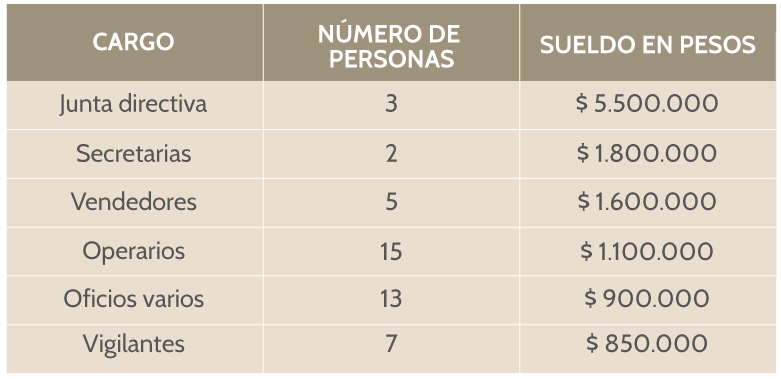 CARGO NÚMERO DE PERSONAS SUELDO EN PESOS
Junta directiva 3 $ 5.500.000
Secretarias 2 $ 1.800.000
Vendedores 5 $ 1.600.000
Operarios 15 $ 1.100.000
Oficios varios 13 $ 900.000
Vigilantes 7 $ 850.000